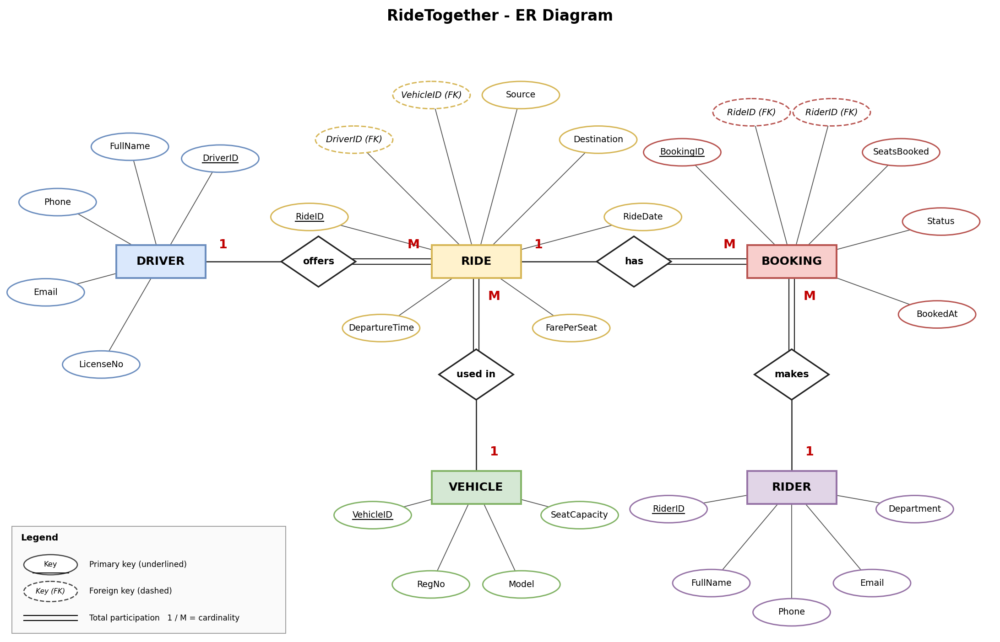 RideTogether - ER Diagram
VehicleID (FK)
Source
RideID (FK)
RiderID (FK)
DriverID (FK)
Destination
FullName
DriverID
BookingID
SeatsBooked
Phone
RideID
RideDate
Status
1
M
1
M
DRIVER
offers
RIDE
has
BOOKING
Email
M
M
BookedAt
DepartureTime
FarePerSeat
LicenseNo
used in
makes
1
1
VEHICLE
RIDER
VehicleID
SeatCapacity
RiderID
Department
RegNo
Model
FullName
Email
Phone
Legend
Key
Primary key (underlined)
Key (FK)
Foreign key (dashed)
Total participation   1 / M = cardinality